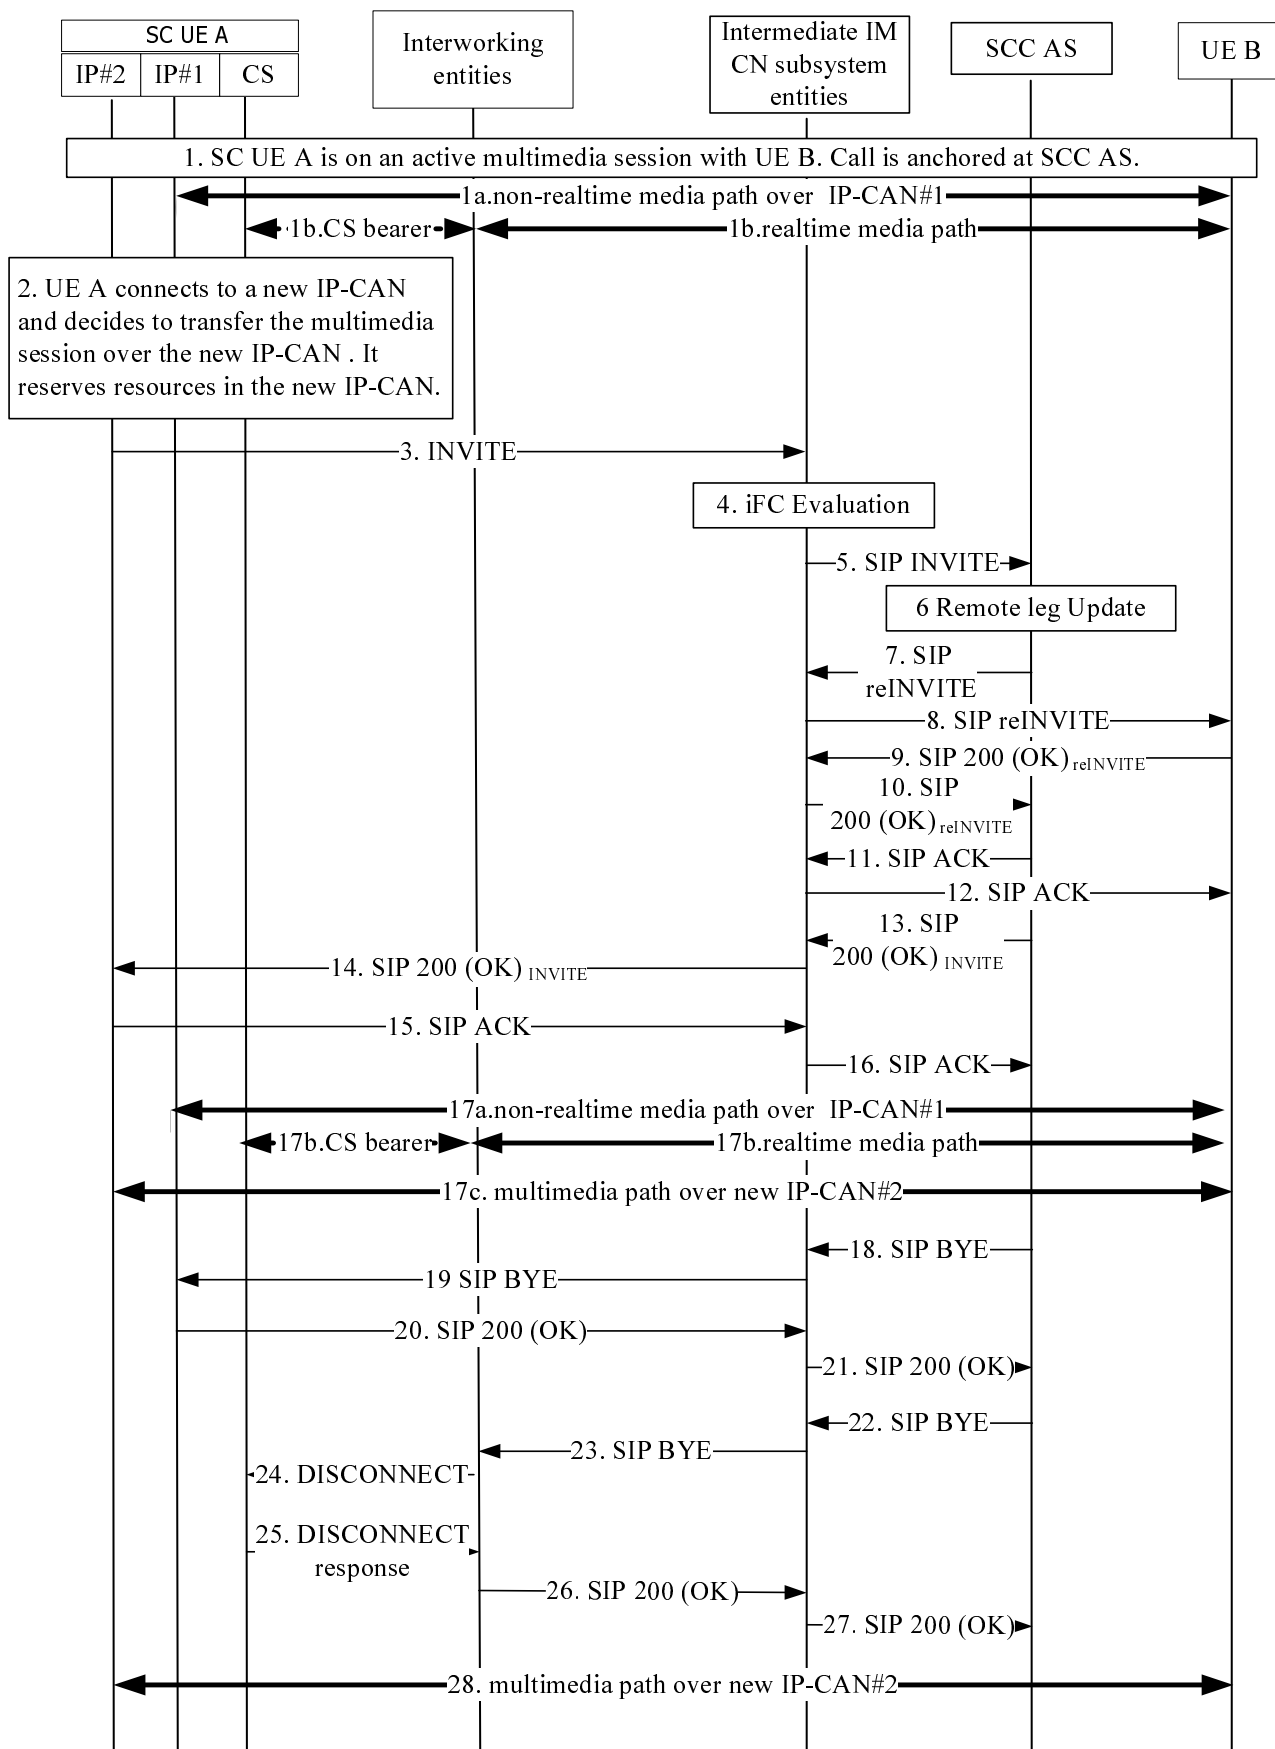 SC UE A
IP#2 IP#1 CS
Interworking
entities
Intermediate IM
CN subsystem
entities
SCC AS
UE B
1. SC UE A is on an active multimedia session with UE B. Call is anchored at SCC AS.
1a.non-realtime media path over IP-CAN#1
1b.CS bearer
1b.realtime media path
2. UE A connects to a new IP-CAN
and decides to transfer the multimedia
session over the new IP-CAN . It
reserves resources in the new IP-CAN.
3. INVITE
4. iFC Evaluation
5. SIP INVITE
6 Remote leg Update
7. SIP
reINVITE
8. SIP reINVITE
9. SIP 200 (OK) reINVITE
10. SIP
200 (OK) reINVITE
11. SIP ACK
12. SIP ACK
13. SIP
200 (OK) INVITE
14. SIP 200 (OK) INVITE
15. SIP ACK
16. SIP ACK
17a.non-realtime media path over IP-CAN#1
17b.CS bearer
17b.realtime media path
17c. multimedia path over new IP-CAN#2
18. SIP BYE
19 SIP BYE
20. SIP 200 (OK)
21. SIP 200 (OK)
22. SIP BYE
23. SIP BYE
24. DISCONNECT
25. DISCONNECT
response
26. SIP 200 (OK)
27. SIP 200 (OK)
28. multimedia path over new IP-CAN#2